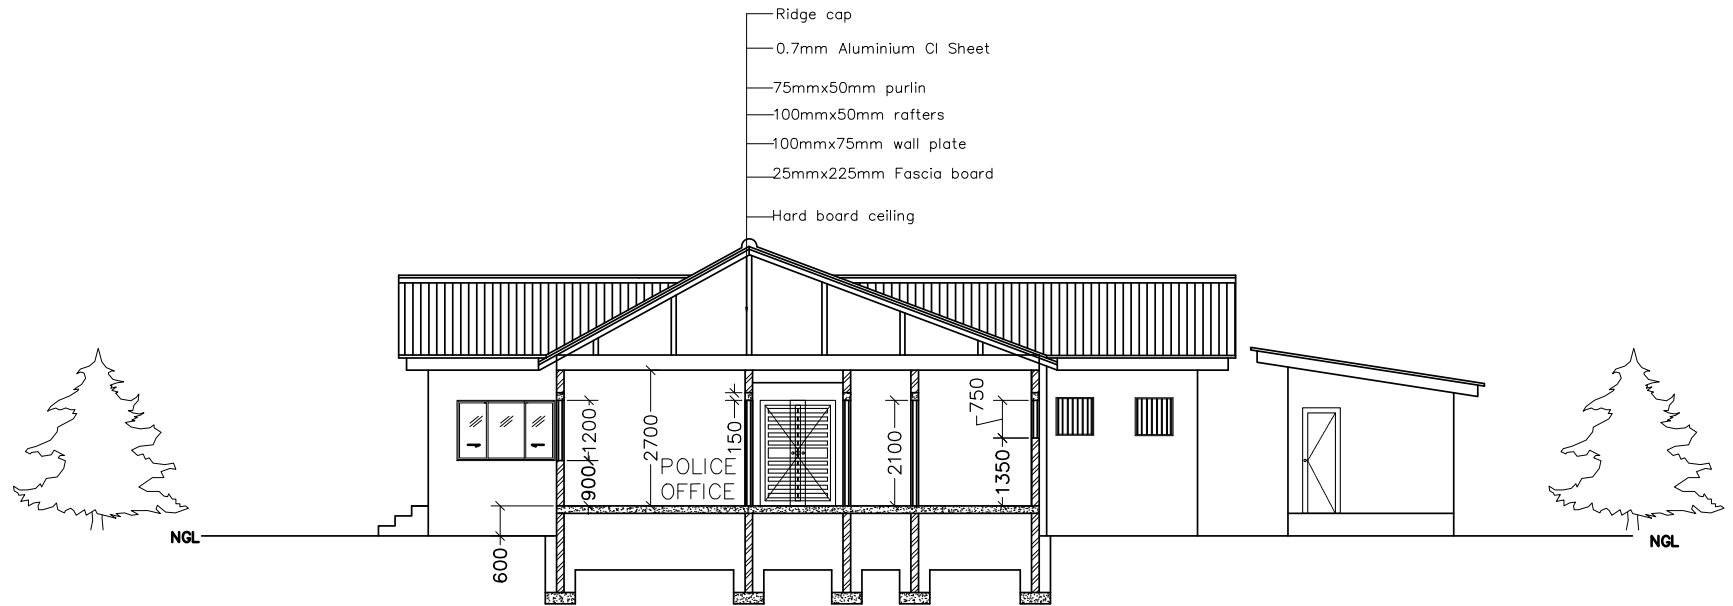 Ridge cap
0.7mm Aluminium CI Sheet
75mmx50mm purlin
100mmx50mm rafters
100mmx75mm wall plate
25mmx225mm Fascia board
Hard board ceiling
750
1200
2700
150
2100
900
1350
POLICE
OFFICE
600
NGL
NGL